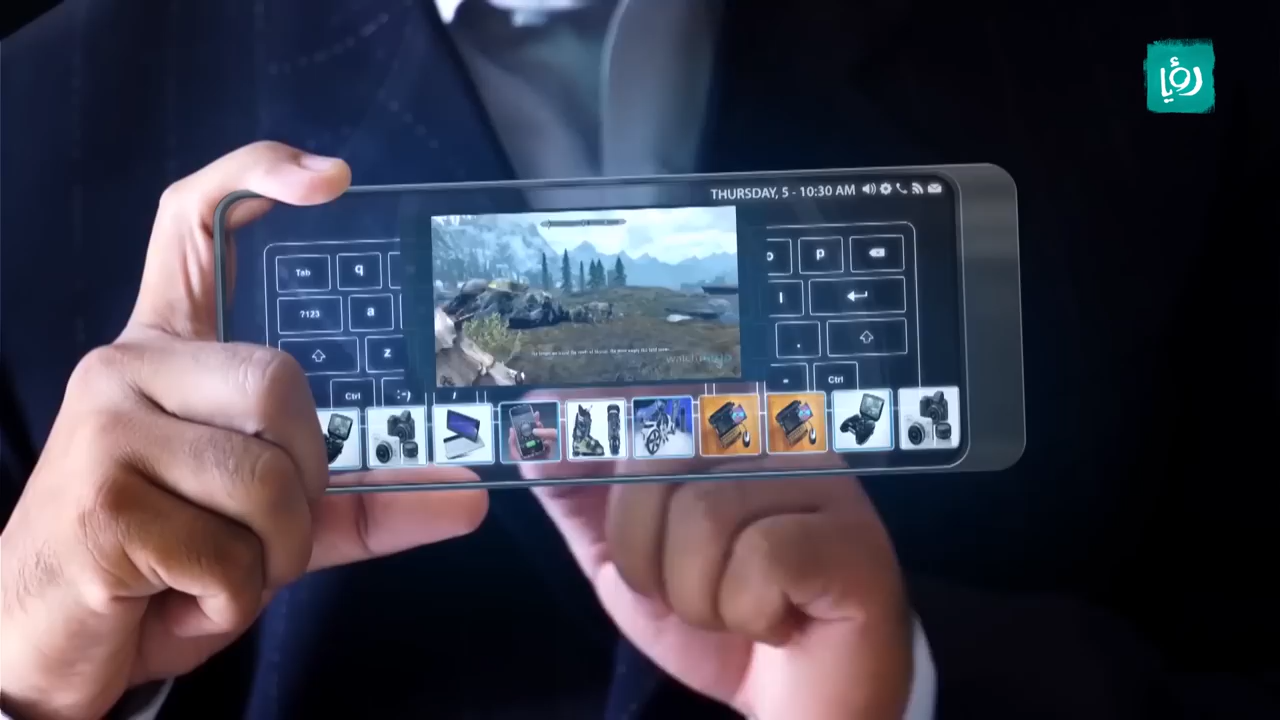 رؤيا
THURSDAY, 5 - 10:30 AM
Tab q
o p
?123 a
l
z
.
Ctrl :-) /
- Ctrl